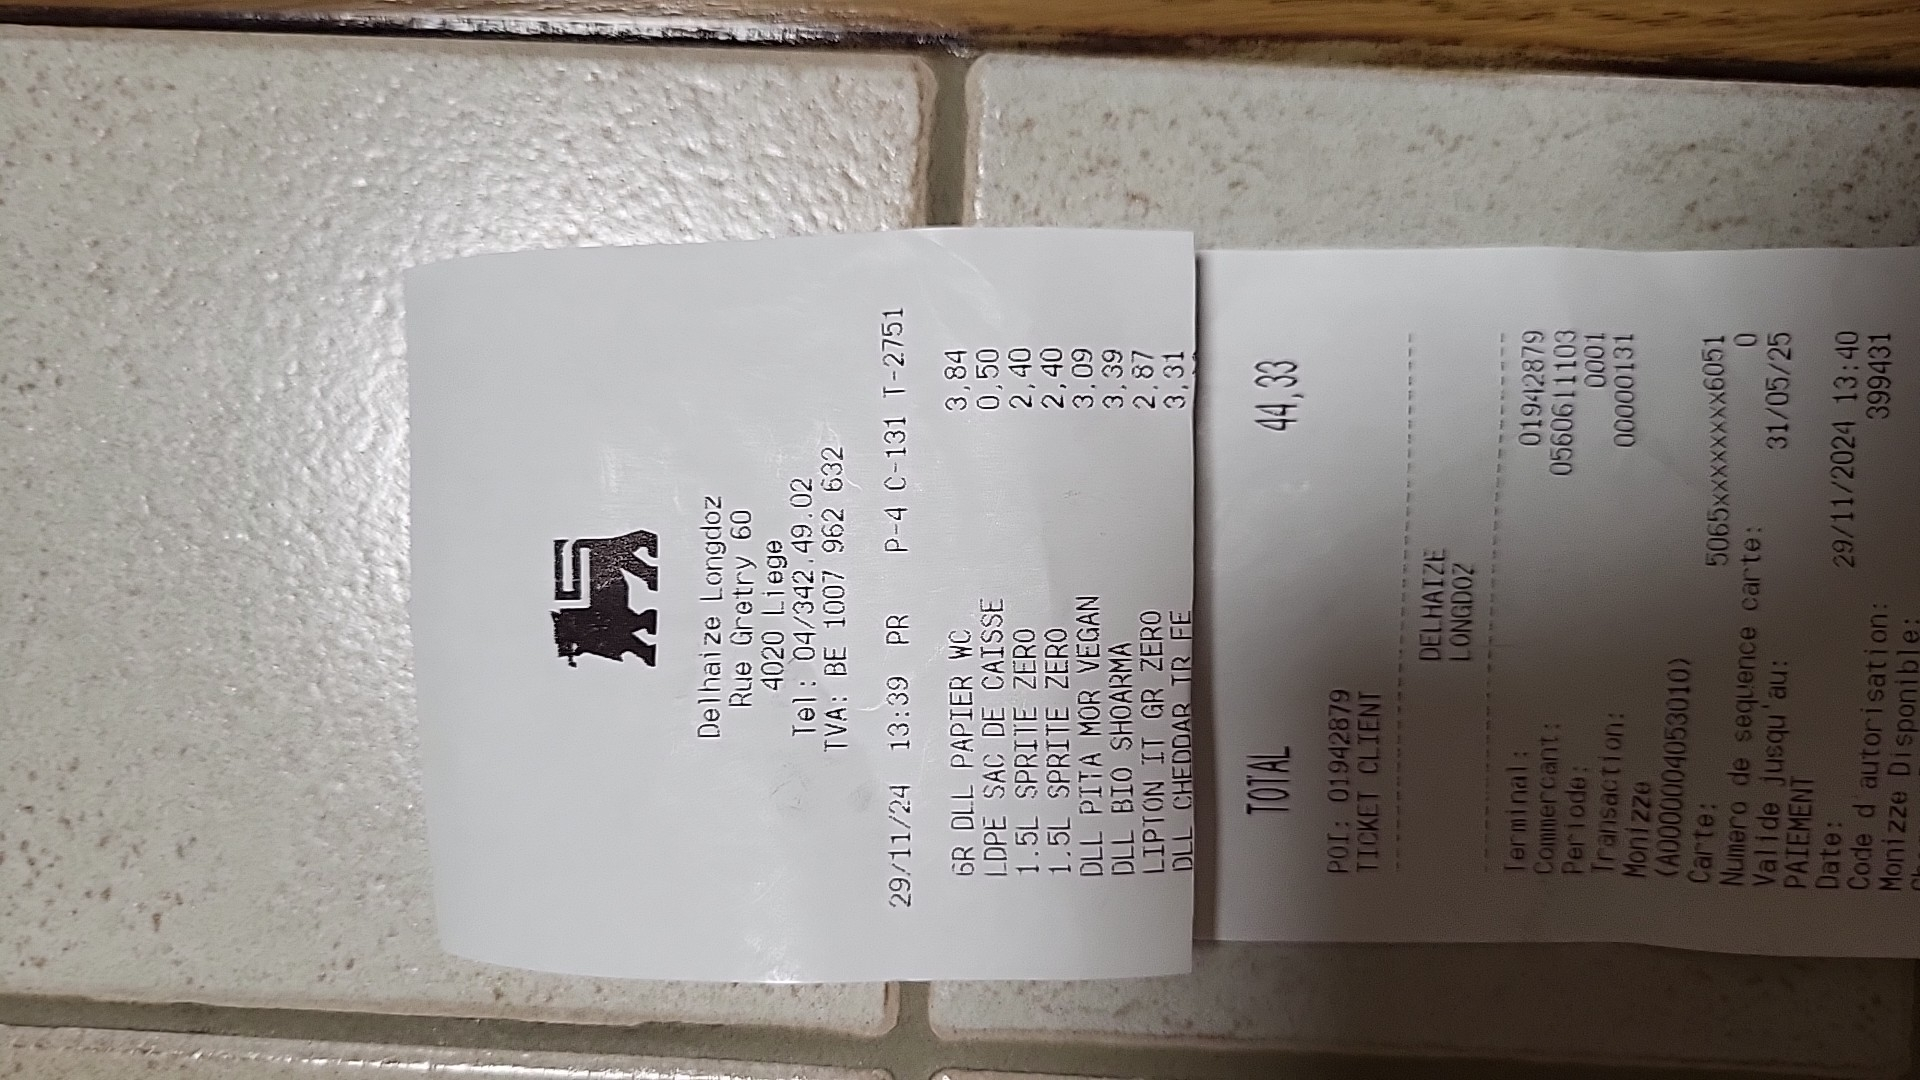 Delhaize Longdoz
Rue Gretry 60
4020 Liege
Tel: 04/342.49.02
TVA: BE 1007 962 632
29/11/24 13:39 PR P-4 C-131 T-2751
6R DLL PAPIER WC 3,84
LDPE SAC DE CAISSE 0,50
1.5L SPRITE ZERO 2,40
1.5L SPRITE ZERO 2,40
DLL PITA MOR VEGAN 3,09
DLL BIO SHOARMA 3,39
LIPTON IT GR ZERO 2,87
DLL CHEDDAR TR FE 3,31
TOTAL 44,33
POI: 01942879
TICKET CLIENT
DELHAIZE
LONGDOZ
Terminal: 01942879
Commercant: 0560611103
Periode: 0001
Transaction: 00000131
Monizze
(A0000004053010)
Carte: 5065xxxxxxxxx6051
Numero de sequence carte: 0
Valide jusqu'au: 31/05/25
PAIEMENT
Date: 29/11/2024 13:40
Code d'autorisation: 399431
Monizze Disponible: